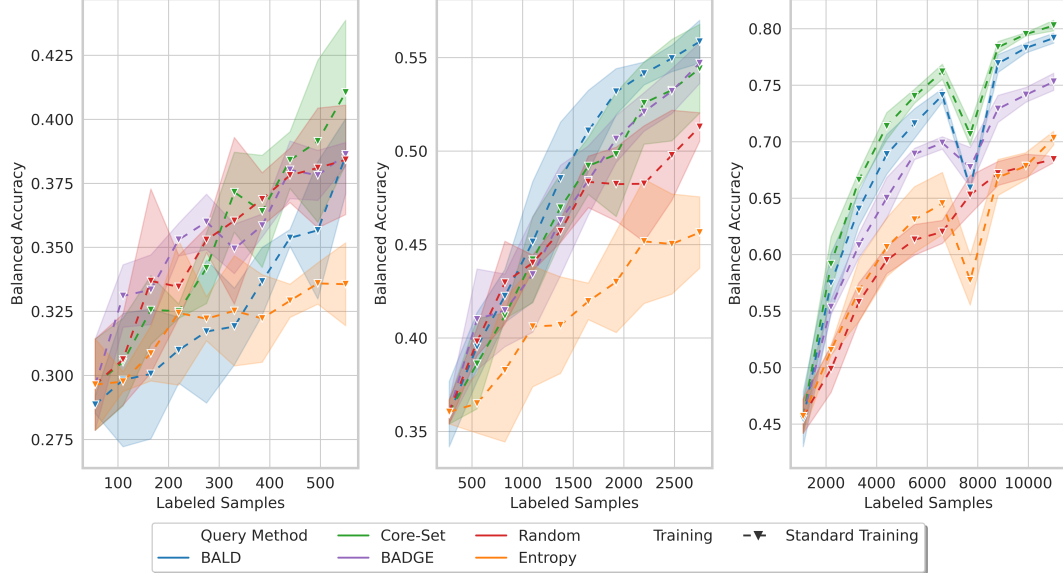 0.425
0.400
0.375
0.350
0.325
0.300
0.275
Balanced Accuracy
100 200 300 400 500
Labeled Samples
0.55
0.50
0.45
0.40
0.35
Balanced Accuracy
500 1000 1500 2000 2500
Labeled Samples
0.80
0.75
0.70
0.65
0.60
0.55
0.50
0.45
Balanced Accuracy
2000 4000 6000 8000 10000
Labeled Samples
Query Method Core-Set Random Training Standard Training
BALD BADGE Entropy